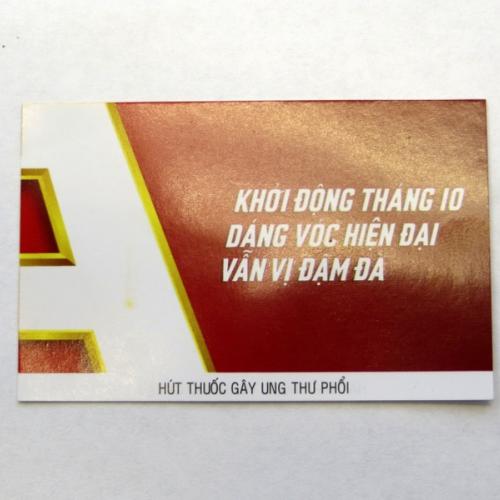 KHỞI ĐỘNG THÁNG 10
DÁNG VÓC HIỆN ĐẠI
VẪN VỊ ĐẬM ĐÀ
HÚT THUỐC GÂY UNG THƯ PHỔI